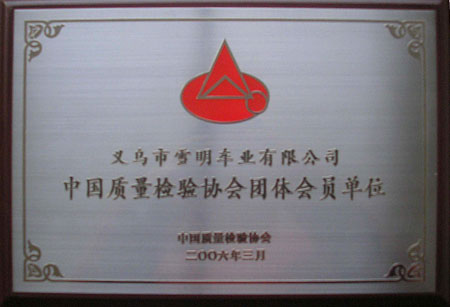 义乌市雪明车业有限公司
中国质量检验协会团体会员单位
中国质量检验协会
二〇〇六年三月